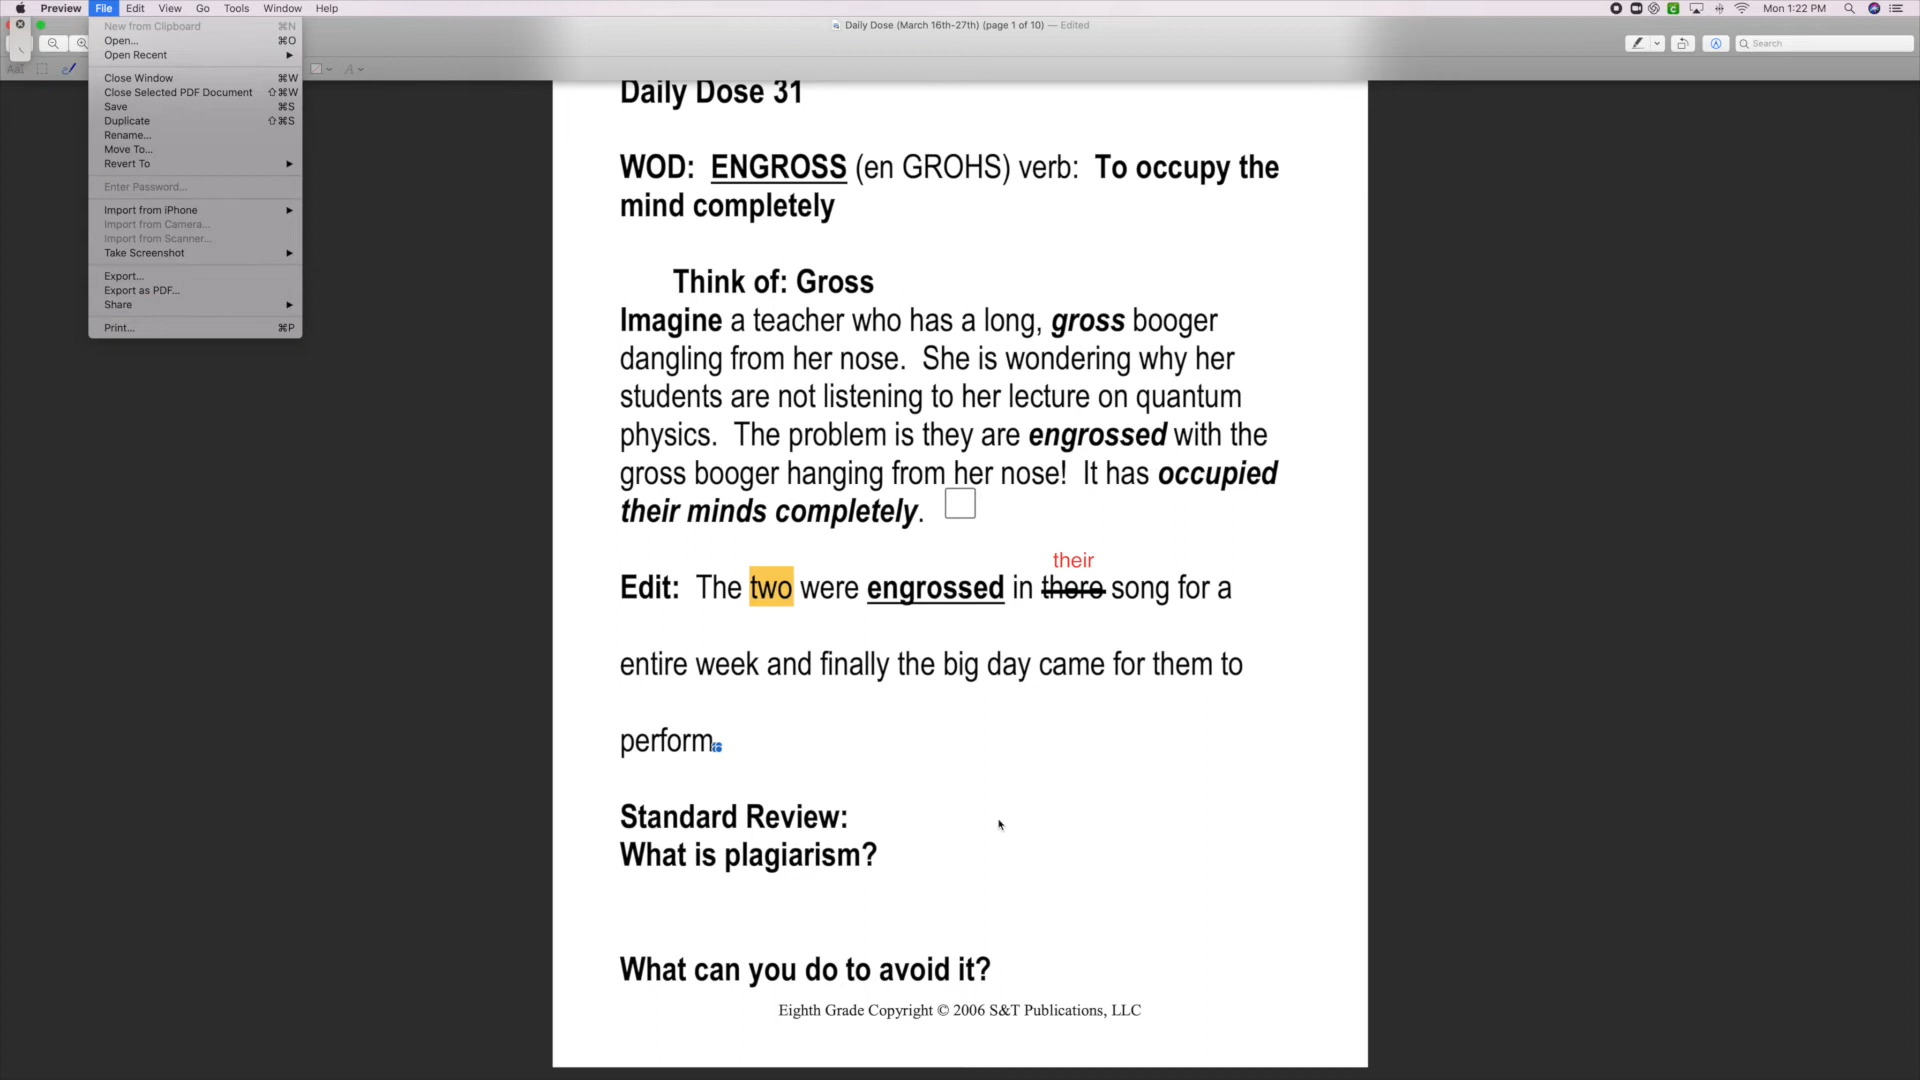 Preview File Edit View Go Tools Window Help Mon 1:22 PM
Daily Dose (March 16th-27th) (page 1 of 10) — Edited
Search
New from Clipboard ⌘N
Open... ⌘O
Open Recent
Close Window ⌘W
Close Selected PDF Document ⇧⌘W
Save ⌘S
Duplicate ⇧⌘S
Rename...
Move To...
Revert To
Enter Password...
Import from iPhone
Import from Camera...
Import from Scanner...
Take Screenshot
Export...
Export as PDF...
Share
Print... ⌘P
Daily Dose 31
WOD: ENGROSS (en GROHS) verb: To occupy the
mind completely
Think of: Gross
Imagine a teacher who has a long, gross booger
dangling from her nose. She is wondering why her
students are not listening to her lecture on quantum
physics. The problem is they are engrossed with the
gross booger hanging from her nose! It has occupied
their minds completely.
their
Edit: The two were engrossed in there song for a
entire week and finally the big day came for them to
perform
Standard Review:
What is plagiarism?
What can you do to avoid it?
Eighth Grade Copyright © 2006 S&T Publications, LLC